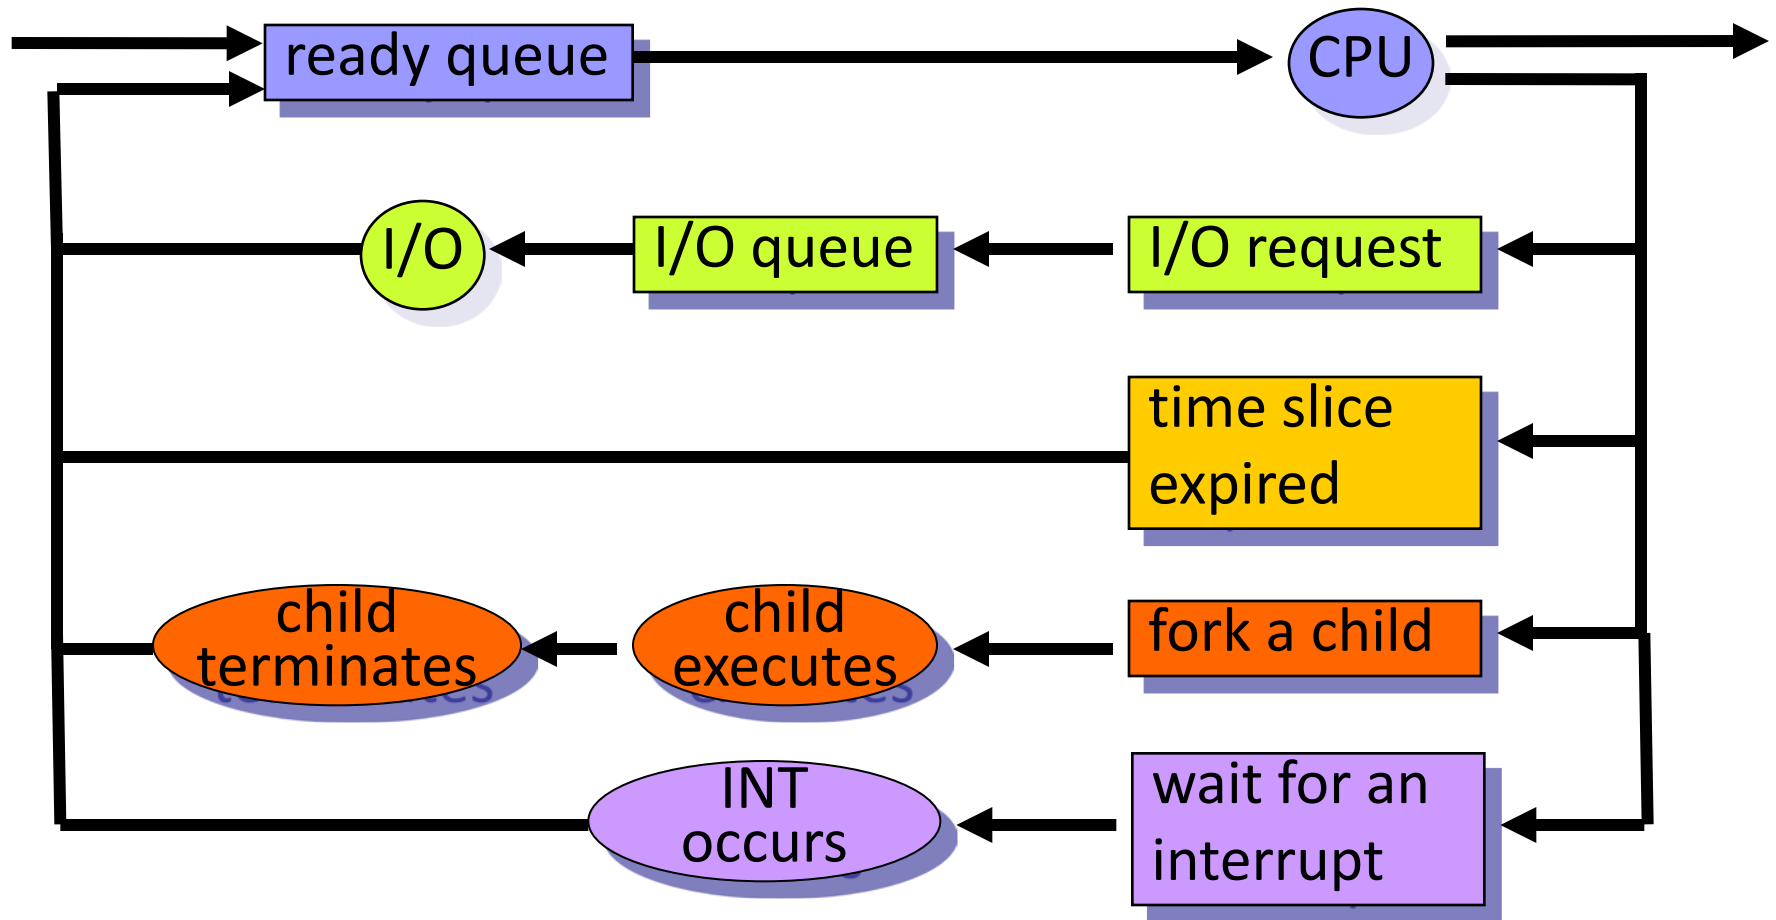 ready queue
CPU
I/O
I/O queue
I/O request
time slice
expired
child
terminates
child
executes
fork a child
INT
occurs
wait for an
interrupt